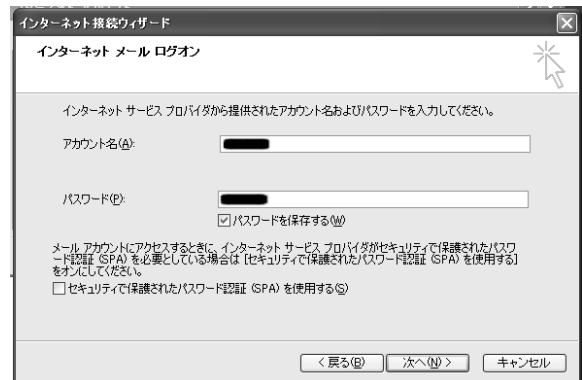 インターネット接続ウィザード
インターネット メール ログオン
インターネット サービス プロバイダから提供されたアカウント名およびパスワードを入力してください。
アカウント名(A):
パスワード(P):
パスワードを保存する(W)
メール アカウントにアクセスするときに、インターネット サービス プロバイダがセキュリティで保護されたパスワ
ード認証 (SPA) を必要としている場合は [セキュリティで保護されたパスワード認証 (SPA) を使用する]
をオンにしてください。
セキュリティで保護されたパスワード認証 (SPA) を使用する(S)
< 戻る(B) 次へ(N) > キャンセル